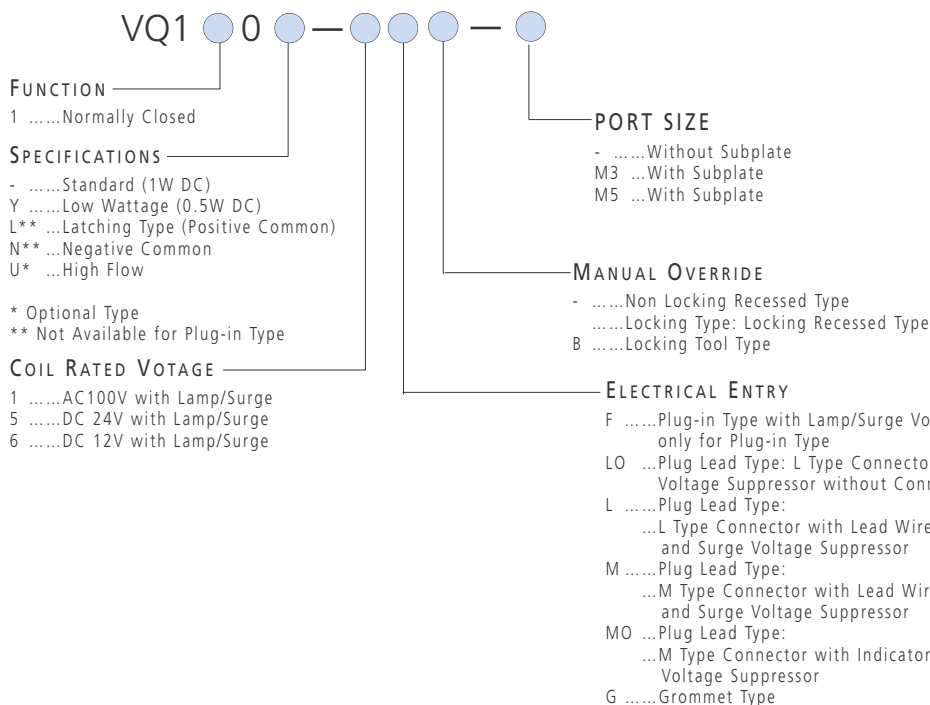 VQ1 0 — —
FUNCTION
1 ......Normally Closed
SPECIFICATIONS
- ......Standard (1W DC)
Y ......Low Wattage (0.5W DC)
L** ...Latching Type (Positive Common)
N** ...Negative Common
U* ...High Flow
* Optional Type
** Not Available for Plug-in Type
COIL RATED VOTAGE
1 ......AC100V with Lamp/Surge
5 ......DC 24V with Lamp/Surge
6 ......DC 12V with Lamp/Surge
PORT SIZE
- ......Without Subplate
M3 ...With Subplate
M5 ...With Subplate
MANUAL OVERRIDE
- ......Non Locking Recessed Type
......Locking Type: Locking Recessed Type
B ......Locking Tool Type
ELECTRICAL ENTRY
F ......Plug-in Type with Lamp/Surge Vo
only for Plug-in Type
LO ...Plug Lead Type: L Type Connecto
Voltage Suppressor without Conn
L ......Plug Lead Type:
...L Type Connector with Lead Wire
and Surge Voltage Suppressor
M ......Plug Lead Type:
...M Type Connector with Lead Wir
and Surge Voltage Suppressor
MO ...Plug Lead Type:
...M Type Connector with Indicator
Voltage Suppressor
G ......Grommet Type